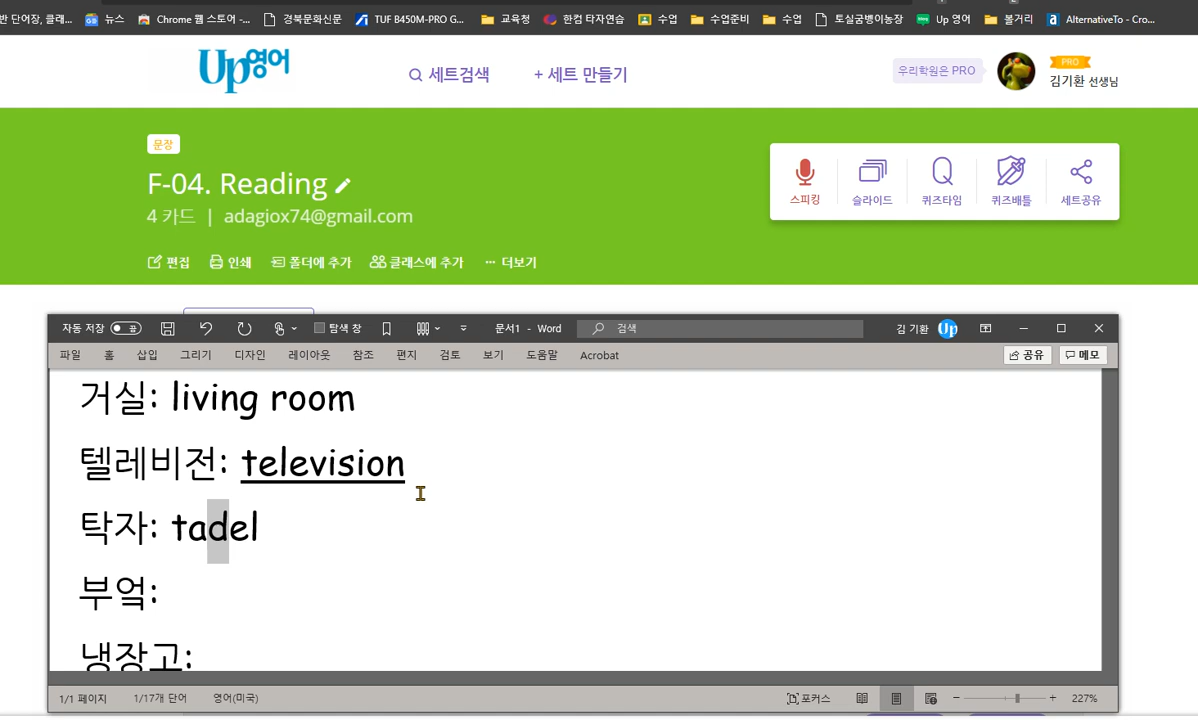 반 단어장, 클래... 뉴스 Chrome 웹 스토어 -... 경북문화신문 TUF B450M-PRO G... 교육청 한컴 타자연습 수업 수업준비 수업 토실굼벵이농장 Up 영어 볼거리 AlternativeTo - Cro...
Up영어 세트검색 + 세트 만들기 우리학원은 PRO PRO
김기환 선생님
문장
F-04. Reading
4 카드 | adagiox74@gmail.com
스피킹 슬라이드 퀴즈타임 퀴즈배틀 세트공유
편집 인쇄 폴더에 추가 클래스에 추가 ··· 더보기
자동 저장 끔 탐색 창 문서1 - Word 검색 김 기환 Up
파일 홈 삽입 그리기 디자인 레이아웃 참조 편지 검토 보기 도움말 Acrobat 공유 메모
거실: living room
텔레비전: television
탁자: tadel
부엌:
냉장고:
1/1 페이지 1/17개 단어 영어(미국) 포커스 227%